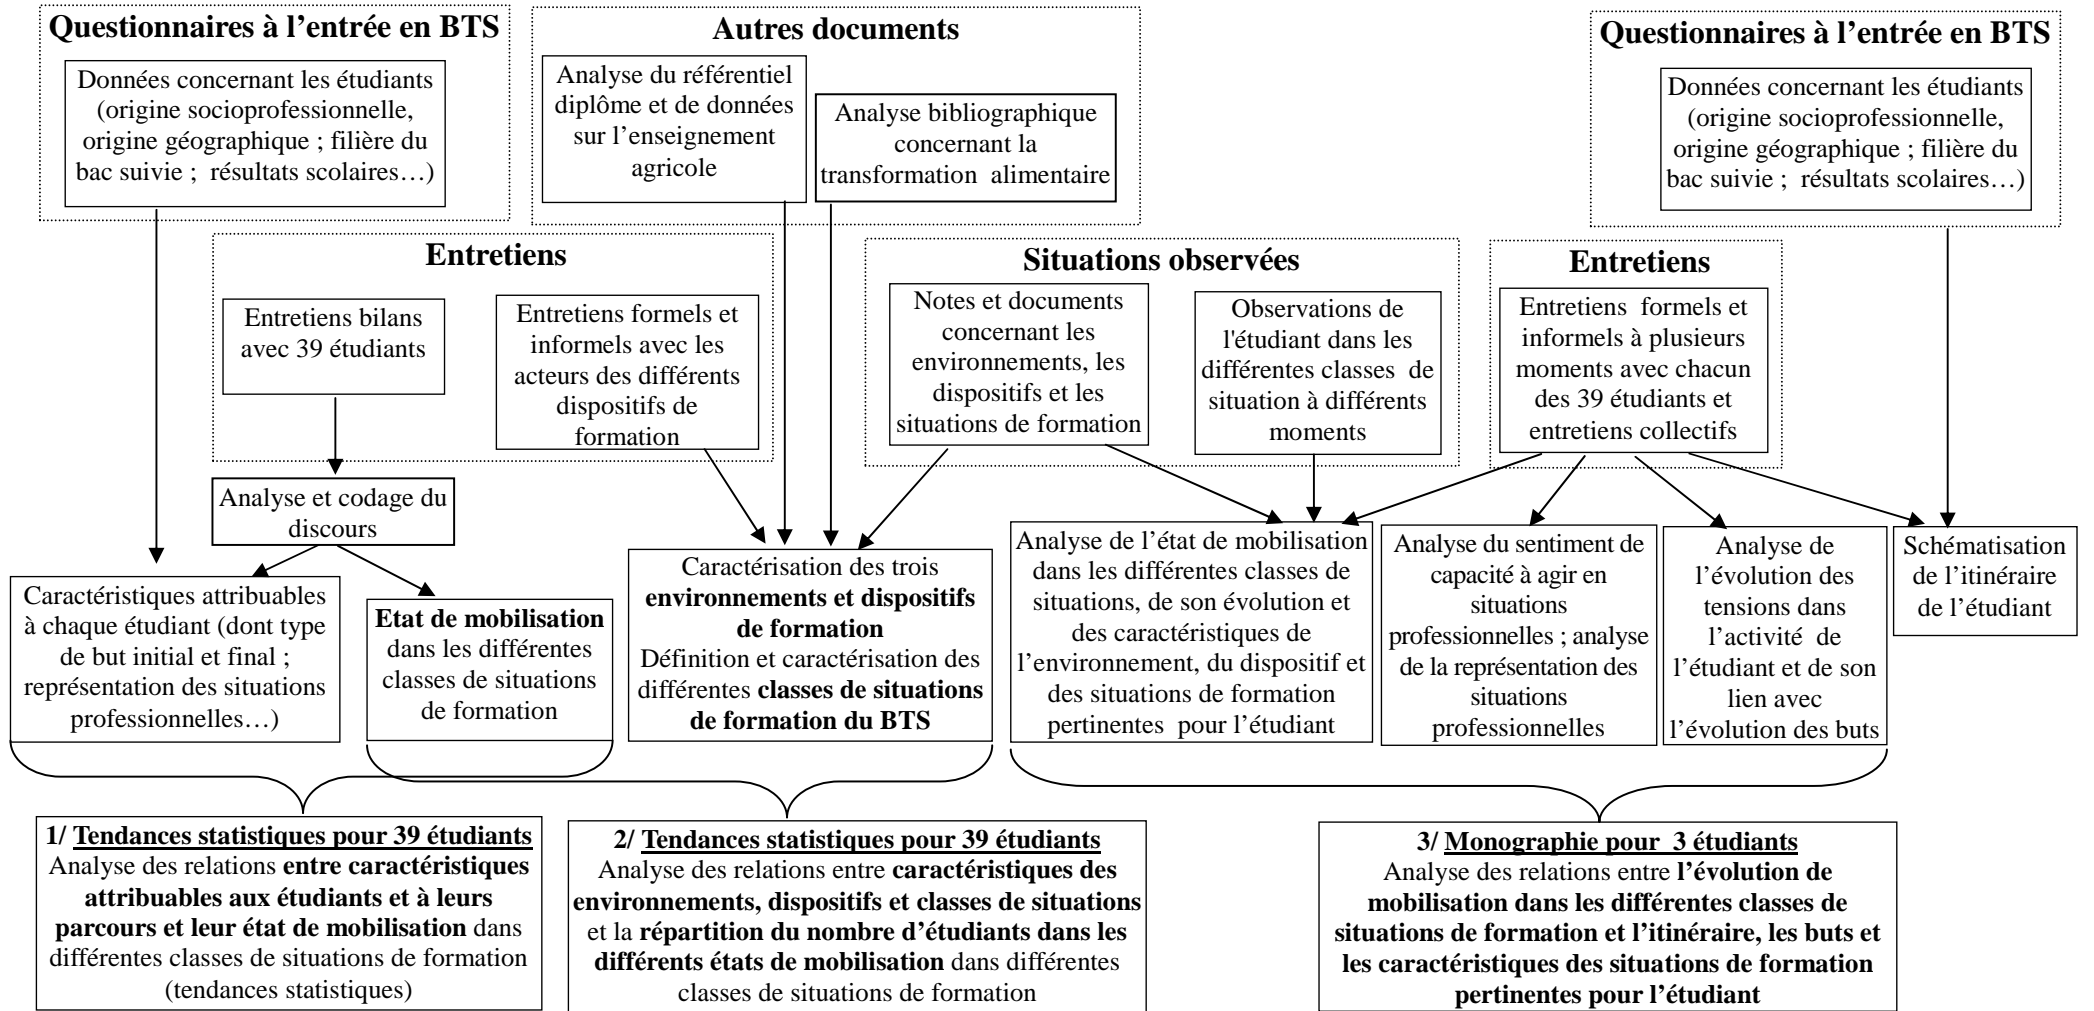 Questionnaires à l’entrée en BTS
Données concernant les étudiants
(origine socioprofessionnelle,
origine géographique ; filière du
bac suivie ;  résultats scolaires…)
Autres documents
Analyse du référentiel
diplôme et de données
sur l’enseignement
agricole
Analyse bibliographique
concernant la
transformation  alimentaire
Questionnaires à l’entrée en BTS
Données concernant les étudiants
(origine socioprofessionnelle,
origine géographique ; filière du
bac suivie ;  résultats scolaires…)
Entretiens
Entretiens bilans
avec 39 étudiants
Entretiens formels et
informels avec les
acteurs des différents
dispositifs de
formation
Situations observées
Notes et documents
concernant les
environnements, les
dispositifs et les
situations de formation
Observations de
l'étudiant dans les
différentes classes  de
situation à différents
moments
Entretiens
Entretiens  formels et
informels à plusieurs
moments avec chacun
des 39 étudiants et
entretiens collectifs
Analyse et codage du
discours
Caractéristiques attribuables
à chaque étudiant (dont type
de but initial et final ;
représentation des situations
professionnelles…)
Etat de mobilisation
dans les différentes
classes de situations
de formation
Caractérisation des trois
environnements et dispositifs
de formation
Définition et caractérisation des
différentes classes de situations
de formation du BTS
Analyse de l’état de mobilisation
dans les différentes classes de
situations, de son évolution et
des caractéristiques de
l’environnement, du dispositif et
des situations de formation
pertinentes  pour l’étudiant
Analyse du sentiment de
capacité à agir en
situations
professionnelles ; analyse
de la représentation des
situations
professionnelles
Analyse de
l’évolution des
tensions dans
l’activité  de
l’étudiant et de son
lien avec
l’évolution des buts
Schématisation
de l’itinéraire
de l’étudiant
1/ Tendances statistiques pour 39 étudiants
Analyse des relations entre caractéristiques
attribuables aux étudiants et à leurs
parcours et leur état de mobilisation dans
différentes classes de situations de formation
(tendances statistiques)
2/ Tendances statistiques pour 39 étudiants
Analyse des relations entre caractéristiques des
environnements, dispositifs et classes de situations
et la répartition du nombre d’étudiants dans les
différents états de mobilisation dans différentes
classes de situations de formation
3/ Monographie pour  3 étudiants
Analyse des relations entre l’évolution de
mobilisation dans les différentes classes de
situations de formation et l’itinéraire, les buts et
les caractéristiques des situations de formation
pertinentes pour l’étudiant